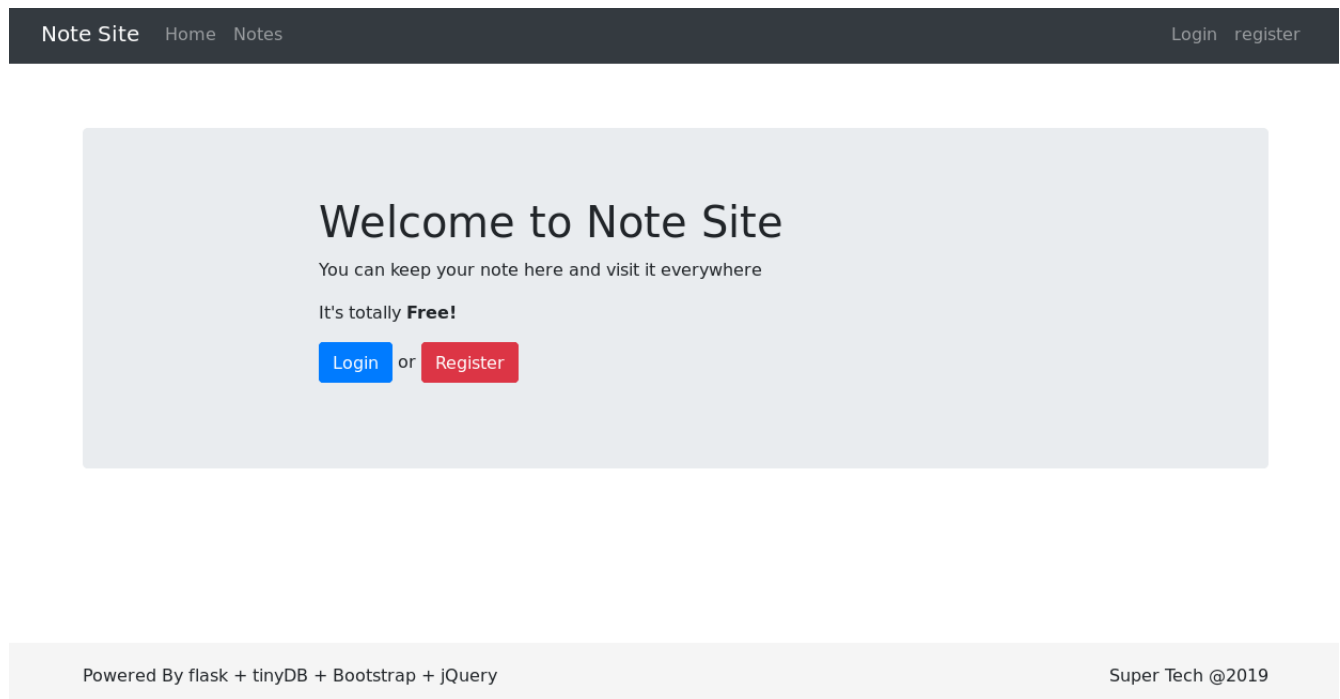 Note Site Home Notes Login register
Welcome to Note Site
You can keep your note here and visit it everywhere
It's totally Free!
Login or Register
Powered By flask + tinyDB + Bootstrap + jQuery Super Tech @2019